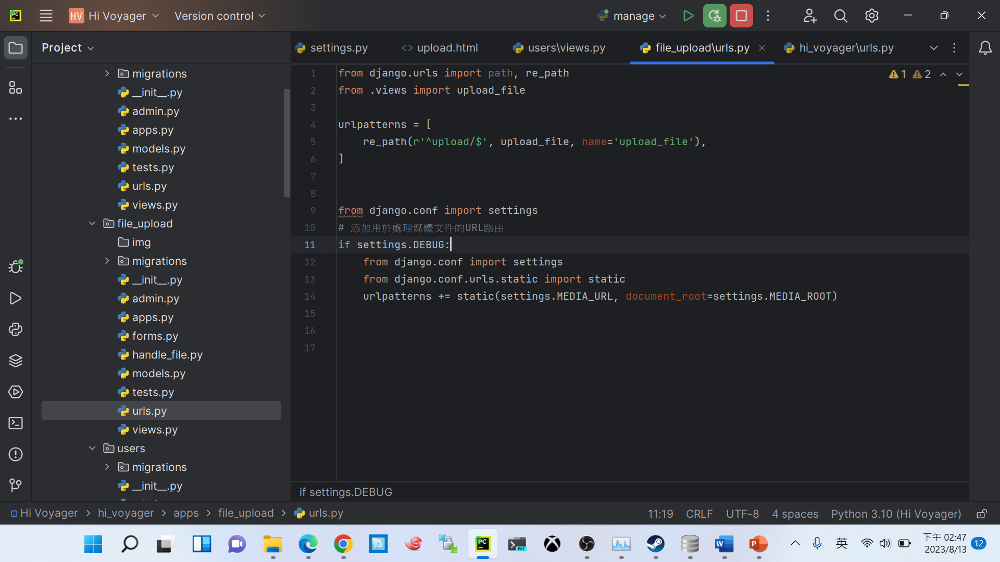 PC
HV Hi Voyager
Version control
manage
Project
settings.py
upload.html
users\views.py
file_upload\urls.py
hi_voyager\urls.py
migrations
__init__.py
admin.py
apps.py
models.py
tests.py
urls.py
views.py
file_upload
img
migrations
__init__.py
admin.py
apps.py
forms.py
handle_file.py
models.py
tests.py
urls.py
views.py
users
migrations
__init__.py
1 from django.urls import path, re_path
2 from .views import upload_file
3
4 urlpatterns = [
5 re_path(r'^upload/$', upload_file, name='upload_file'),
6 ]
7
8
9 from django.conf import settings
10 # 添加用於處理媒體文件的URL路由
11 if settings.DEBUG:
12 from django.conf import settings
13 from django.conf.urls.static import static
14 urlpatterns += static(settings.MEDIA_URL, document_root=settings.MEDIA_ROOT)
15
16
17
1 2
if settings.DEBUG
Hi Voyager > hi_voyager > apps > file_upload > urls.py
11:19 CRLF UTF-8 4 spaces Python 3.10 (Hi Voyager)
PC
PRE
W
P
英
下午 02:47
2023/8/13
12